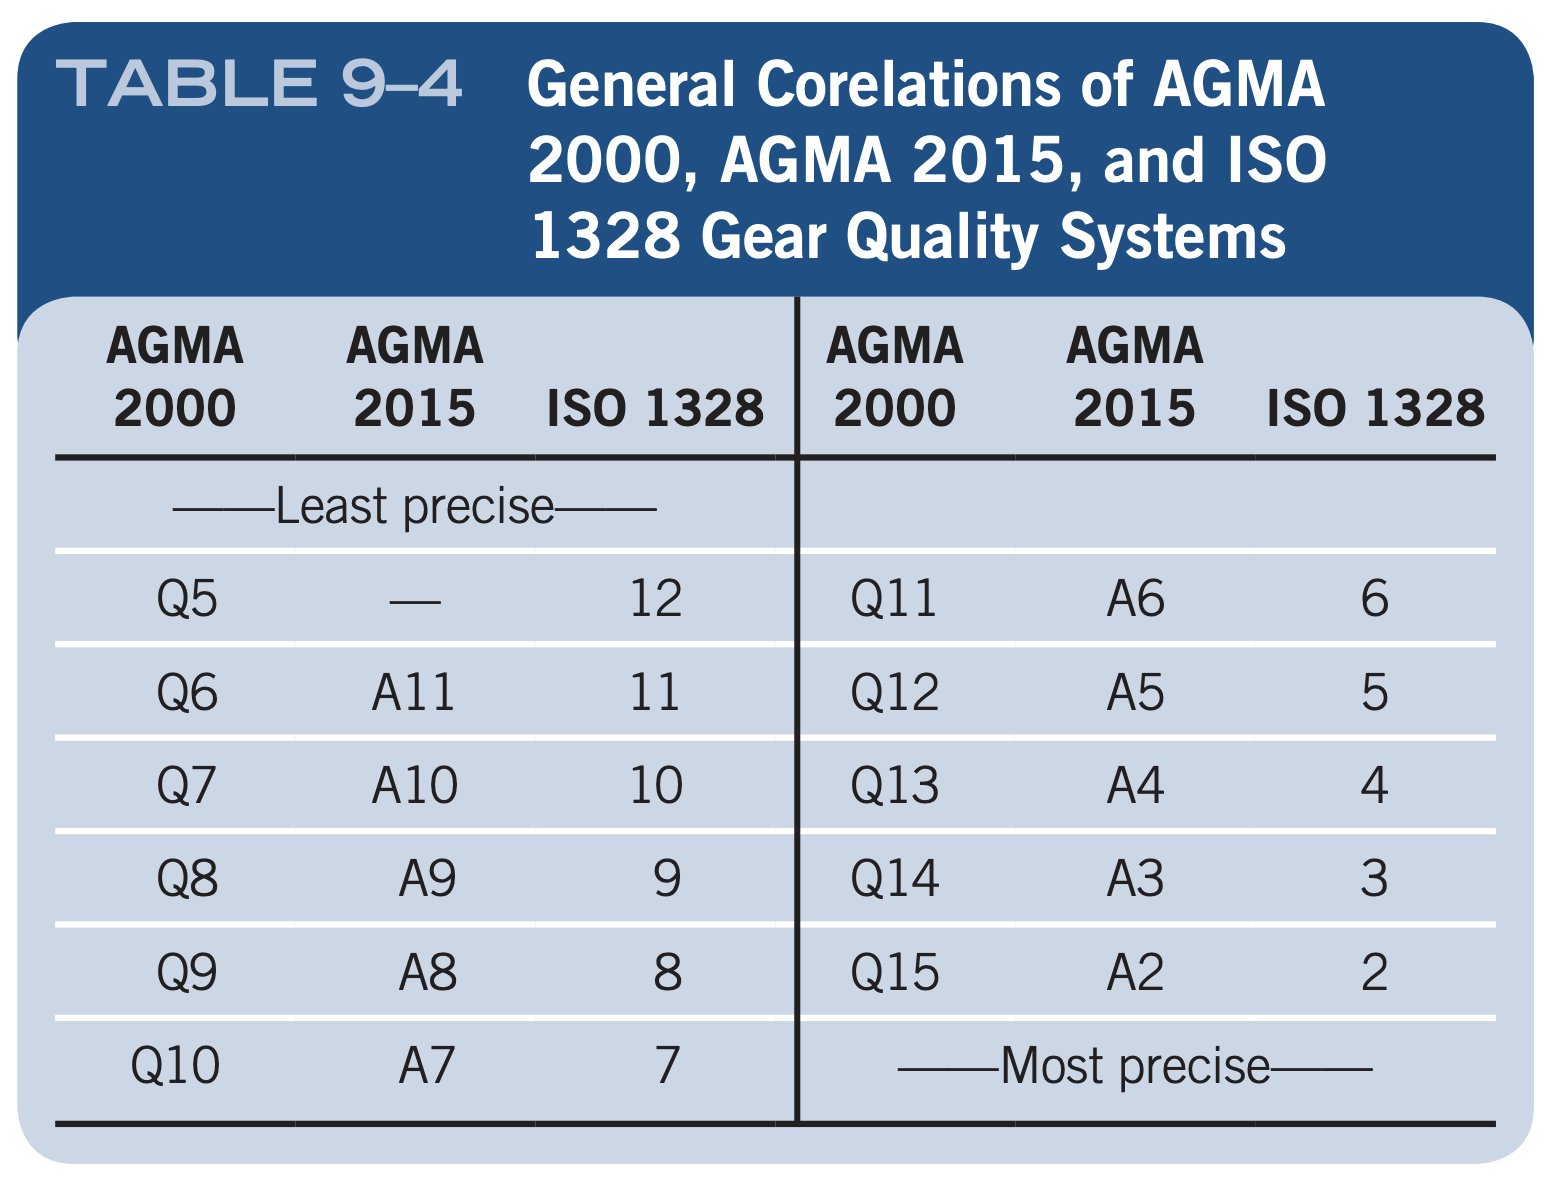 TABLE 9–4 General Corelations of AGMA
2000, AGMA 2015, and ISO
1328 Gear Quality Systems
AGMA 2000 AGMA 2015 ISO 1328 AGMA 2000 AGMA 2015 ISO 1328
——Least precise——
Q5 — 12 Q11 A6 6
Q6 A11 11 Q12 A5 5
Q7 A10 10 Q13 A4 4
Q8 A9 9 Q14 A3 3
Q9 A8 8 Q15 A2 2
Q10 A7 7 ——Most precise——